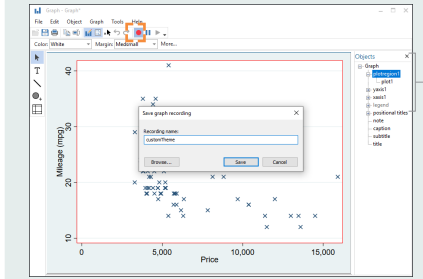 Graph - Graph*
File Edit Object Graph Tools Help
Color: White Margin: Medsmall More...
Objects
Graph
plotregion1
plot1
yaxis1
xaxis1
legend
positional titles
note
caption
subtitle
title
Save graph recording
Recording name:
customTheme
Browse... Save Cancel
Mileage (mpg)
40
30
20
10
0 5,000 10,000 15,000
Price